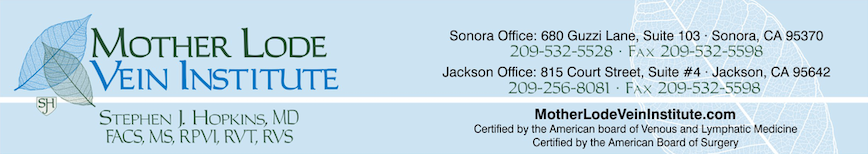 MOTHER LODE
VEIN INSTITUTE
SH
STEPHEN J. HOPKINS, MD
FACS, MS, RPVI, RVT, RVS
Sonora Office: 680 Guzzi Lane, Suite 103 · Sonora, CA 95370
209-532-5528 · FAX 209-532-5598
Jackson Office: 815 Court Street, Suite #4 · Jackson, CA 95642
209-256-8081 · FAX 209-532-5598
MotherLodeVeinInstitute.com
Certified by the American board of Venous and Lymphatic Medicine
Certified by the American Board of Surgery